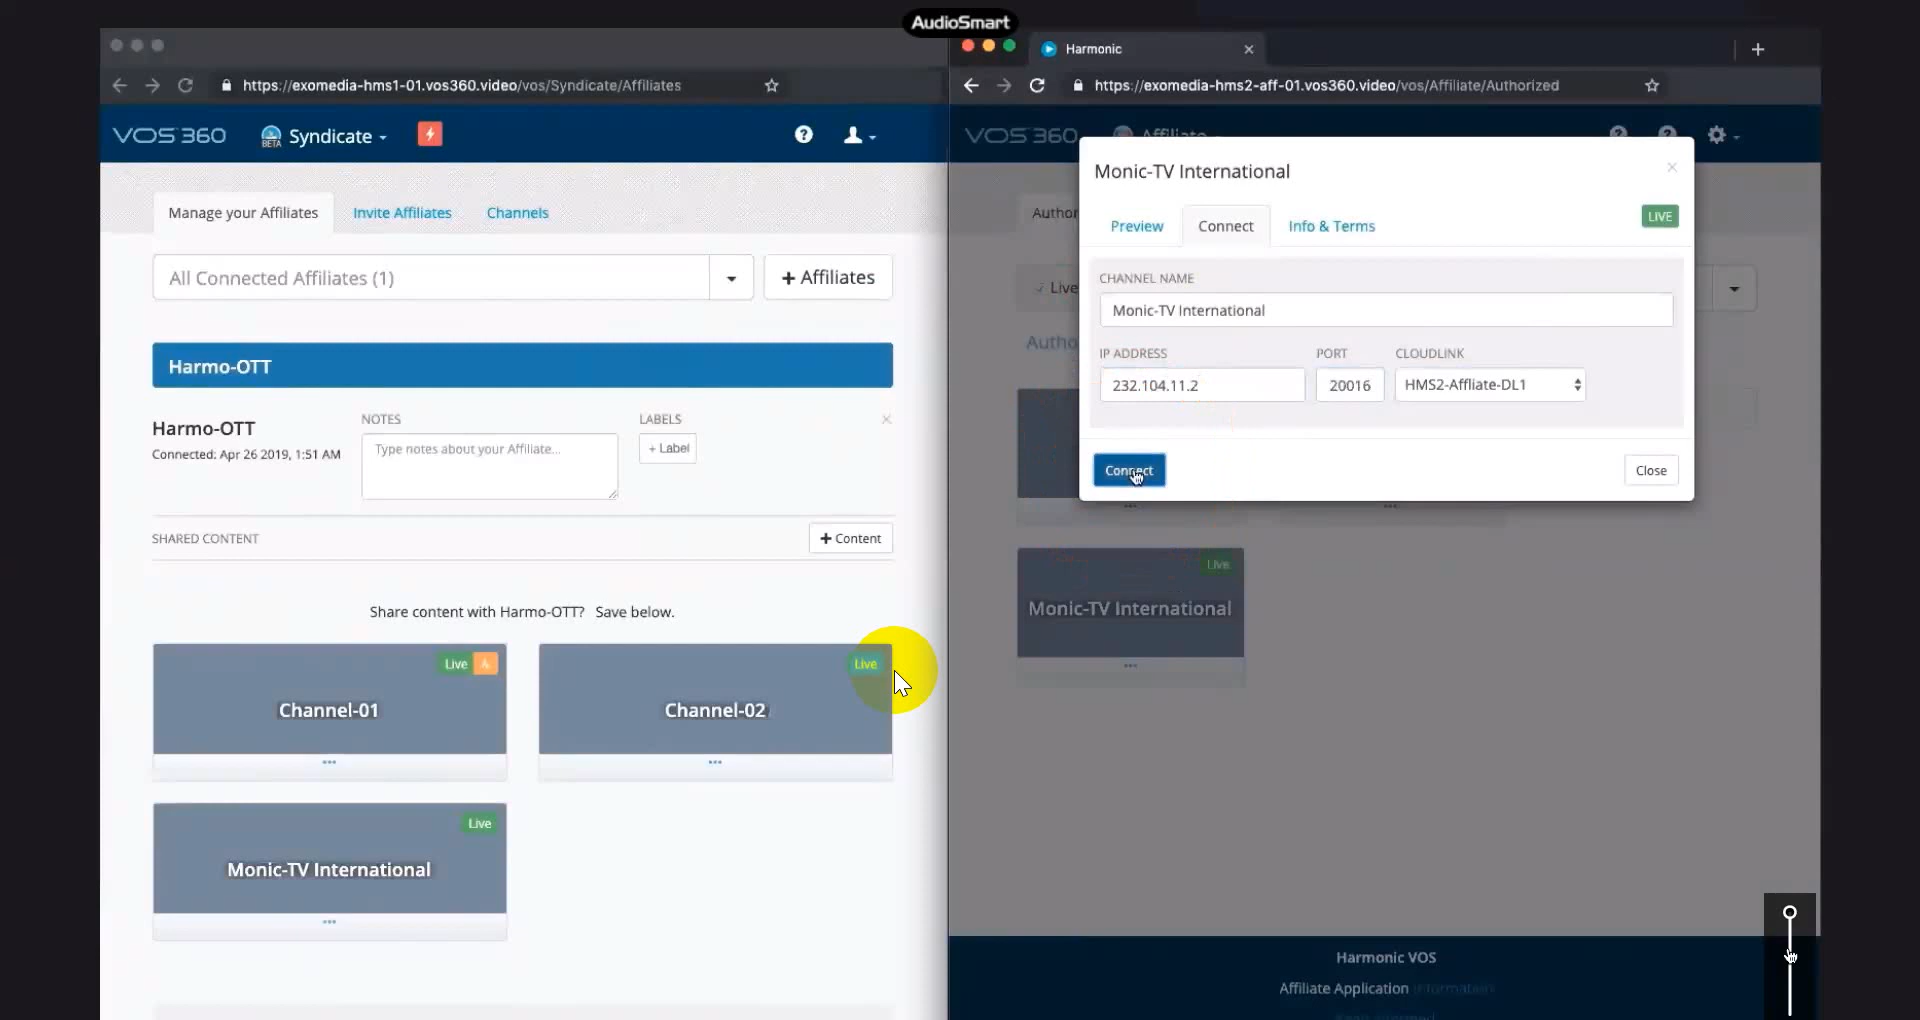 AudioSmart
https://exomedia-hms1-01.vos360.video/vos/Syndicate/Affiliates
VOS 360
BETA
Syndicate
Manage your Affiliates
Invite Affiliates
Channels
All Connected Affiliates (1)
+ Affiliates
Harmo-OTT
Harmo-OTT
Connected: Apr 26 2019, 1:51 AM
NOTES
Type notes about your Affiliate...
LABELS
+ Label
SHARED CONTENT
+ Content
Share content with Harmo-OTT? Save below.
Live
Channel-01
Live
Channel-02
Live
Monic-TV International
Harmonic
https://exomedia-hms2-aff-01.vos360.video/vos/Affiliate/Authorized
VOS 360
Affiliate
Monic-TV International
Preview
Connect
Info & Terms
LIVE
CHANNEL NAME
Monic-TV International
IP ADDRESS
PORT
CLOUDLINK
232.104.11.2
20016
HMS2-Affliate-DL1
Connect
Close
Live
Live
Monic-TV International
Harmonic VOS
Affiliate Application information